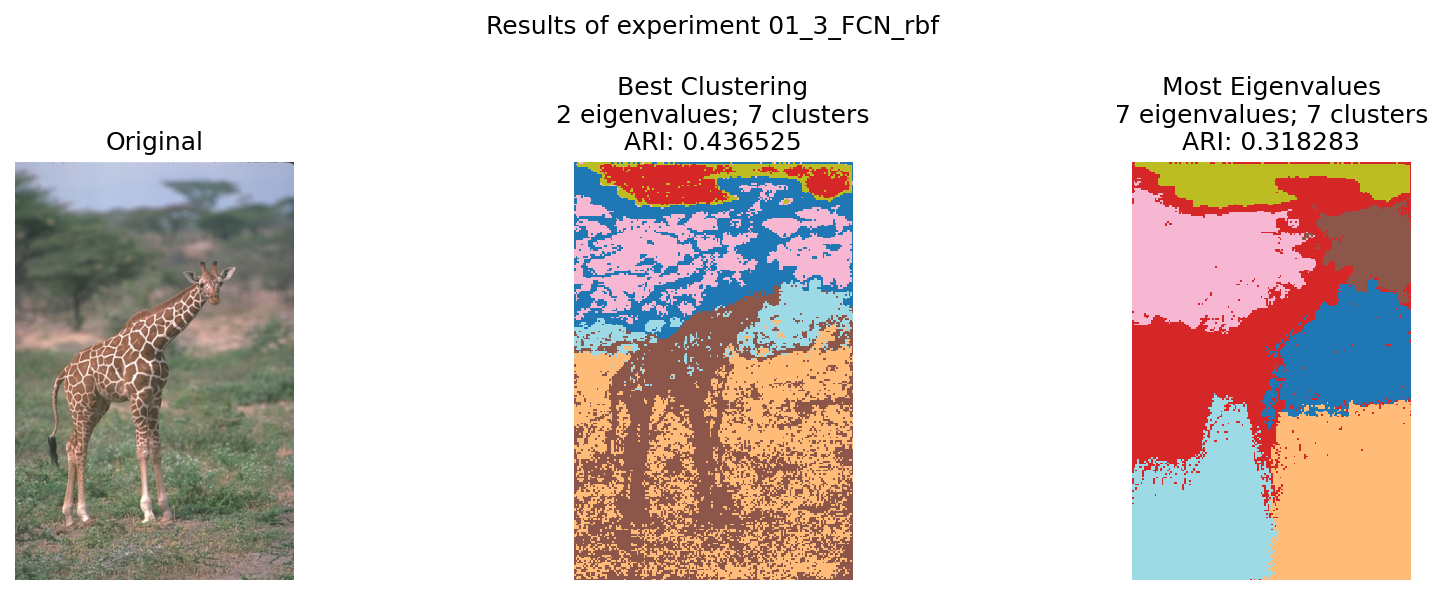 Results of experiment 01_3_FCN_rbf
Original
Best Clustering
2 eigenvalues; 7 clusters
ARI: 0.436525
Most Eigenvalues
7 eigenvalues; 7 clusters
ARI: 0.318283